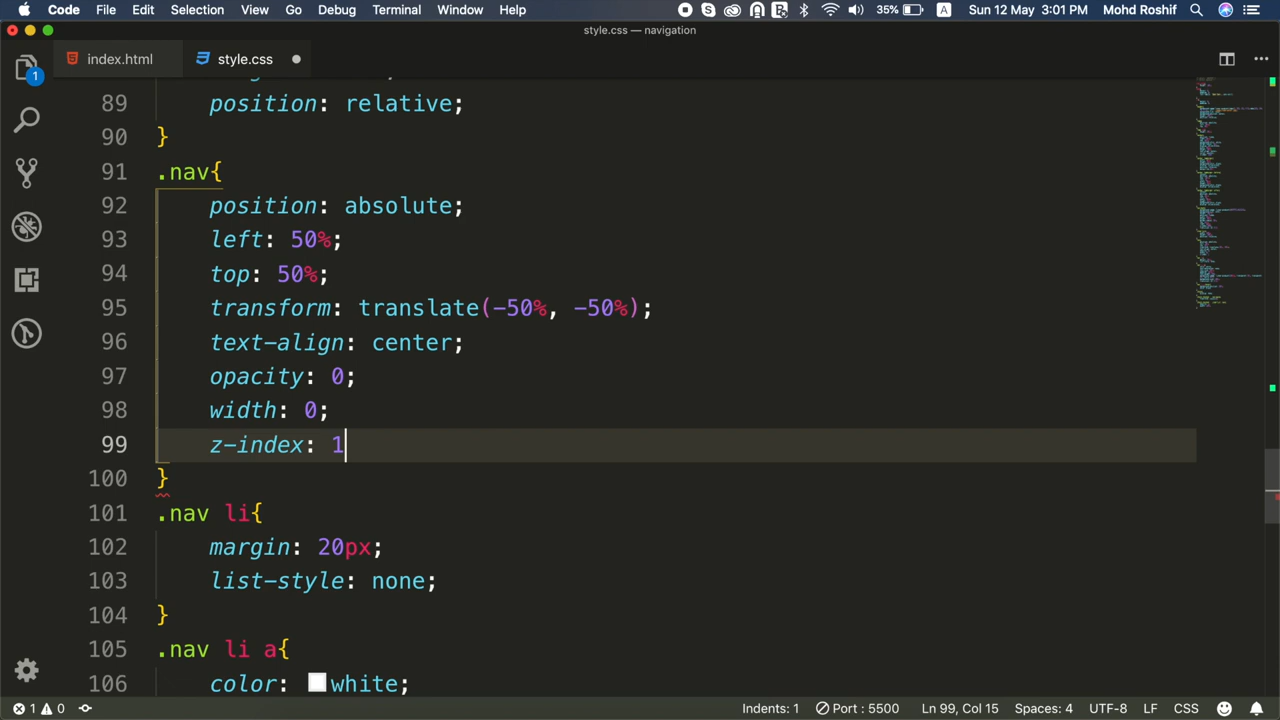 Code File Edit Selection View Go Debug Terminal Window Help 35% A Sun 12 May 3:01 PM Mohd Roshif
style.css — navigation
index.html style.css
1
89 position: relative;
90 }
91 .nav{
92 position: absolute;
93 left: 50%;
94 top: 50%;
95 transform: translate(-50%, -50%);
96 text-align: center;
97 opacity: 0;
98 width: 0;
99 z-index: 1
100 }
101 .nav li{
102 margin: 20px;
103 list-style: none;
104 }
105 .nav li a{
106 color: white;
1 0 Indents: 1 Port : 5500 Ln 99, Col 15 Spaces: 4 UTF-8 LF CSS